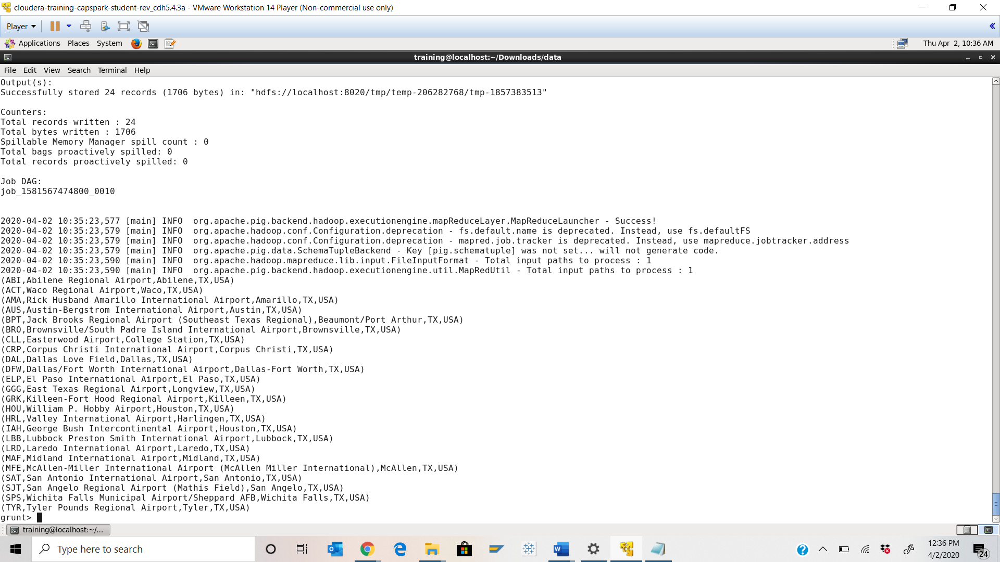 cloudera-training-capspark-student-rev_cdh5.4.3a - VMware Workstation 14 Player (Non-commercial use only)
Player
Applications Places System Thu Apr 2, 10:36 AM
training@localhost:~/Downloads/data
File Edit View Search Terminal Help
Output(s):
Successfully stored 24 records (1706 bytes) in: "hdfs://localhost:8020/tmp/temp-206282768/tmp-1857383513"
Counters:
Total records written : 24
Total bytes written : 1706
Spillable Memory Manager spill count : 0
Total bags proactively spilled: 0
Total records proactively spilled: 0
Job DAG:
job_1581567474800_0010
2020-04-02 10:35:23,577 [main] INFO  org.apache.pig.backend.hadoop.executionengine.mapReduceLayer.MapReduceLauncher - Success!
2020-04-02 10:35:23,579 [main] INFO  org.apache.hadoop.conf.Configuration.deprecation - fs.default.name is deprecated. Instead, use fs.defaultFS
2020-04-02 10:35:23,579 [main] INFO  org.apache.hadoop.conf.Configuration.deprecation - mapred.job.tracker is deprecated. Instead, use mapreduce.jobtracker.address
2020-04-02 10:35:23,579 [main] INFO  org.apache.pig.data.SchemaTupleBackend - Key [pig.schematuple] was not set... will not generate code.
2020-04-02 10:35:23,590 [main] INFO  org.apache.hadoop.mapreduce.lib.input.FileInputFormat - Total input paths to process : 1
2020-04-02 10:35:23,590 [main] INFO  org.apache.pig.backend.hadoop.executionengine.util.MapRedUtil - Total input paths to process : 1
(ABI,Abilene Regional Airport,Abilene,TX,USA)
(ACT,Waco Regional Airport,Waco,TX,USA)
(AMA,Rick Husband Amarillo International Airport,Amarillo,TX,USA)
(AUS,Austin-Bergstrom International Airport,Austin,TX,USA)
(BPT,Jack Brooks Regional Airport (Southeast Texas Regional),Beaumont/Port Arthur,TX,USA)
(BRO,Brownsville/South Padre Island International Airport,Brownsville,TX,USA)
(CLL,Easterwood Airport,College Station,TX,USA)
(CRP,Corpus Christi International Airport,Corpus Christi,TX,USA)
(DAL,Dallas Love Field,Dallas,TX,USA)
(DFW,Dallas/Fort Worth International Airport,Dallas-Fort Worth,TX,USA)
(ELP,El Paso International Airport,El Paso,TX,USA)
(GGG,East Texas Regional Airport,Longview,TX,USA)
(GRK,Killeen-Fort Hood Regional Airport,Killeen,TX,USA)
(HOU,William P. Hobby Airport,Houston,TX,USA)
(HRL,Valley International Airport,Harlingen,TX,USA)
(IAH,George Bush Intercontinental Airport,Houston,TX,USA)
(LBB,Lubbock Preston Smith International Airport,Lubbock,TX,USA)
(LRD,Laredo International Airport,Laredo,TX,USA)
(MAF,Midland International Airport,Midland,TX,USA)
(MFE,McAllen-Miller International Airport (McAllen Miller International),McAllen,TX,USA)
(SAT,San Antonio International Airport,San Antonio,TX,USA)
(SJT,San Angelo Regional Airport (Mathis Field),San Angelo,TX,USA)
(SPS,Wichita Falls Municipal Airport/Sheppard AFB,Wichita Falls,TX,USA)
(TYR,Tyler Pounds Regional Airport,Tyler,TX,USA)
grunt>
training@localhost:~/...
Type here to search
12:36 PM
4/2/2020
24